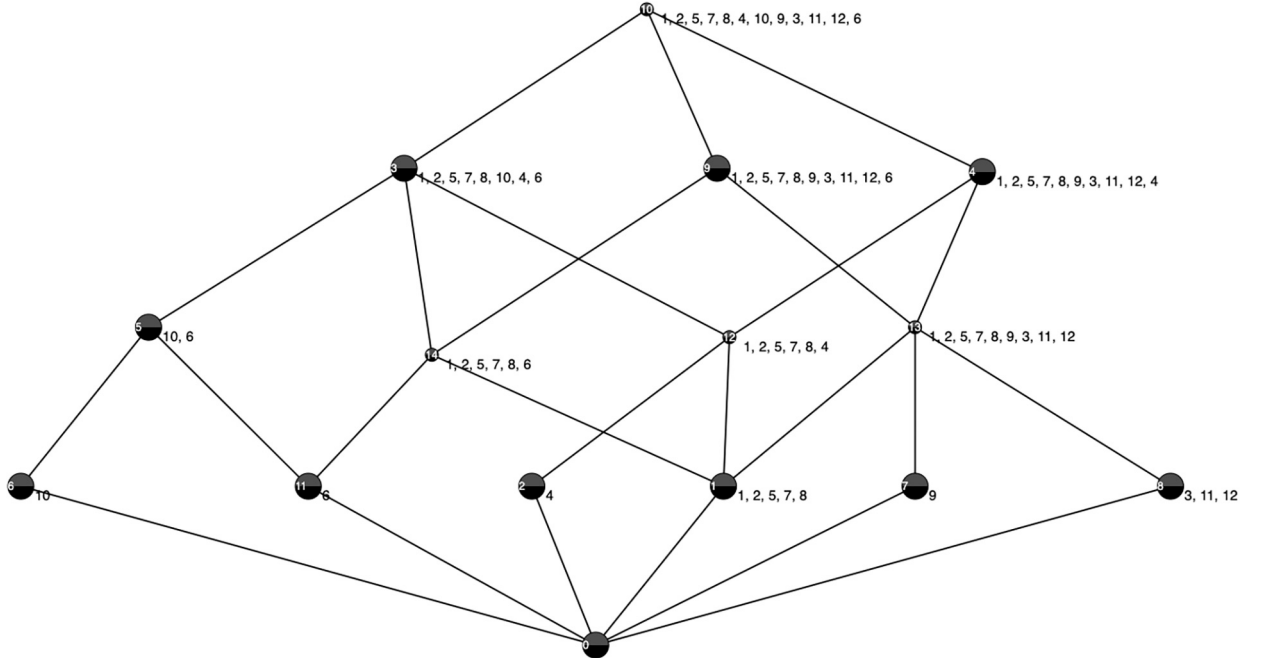 10
1, 2, 5, 7, 8, 4, 10, 9, 3, 11, 12, 6
3
1, 2, 5, 7, 8, 10, 4, 6
9
1, 2, 5, 7, 8, 9, 3, 11, 12, 6
4
1, 2, 5, 7, 8, 9, 3, 11, 12, 4
5
10, 6
14
1, 2, 5, 7, 8, 6
12
1, 2, 5, 7, 8, 4
13
1, 2, 5, 7, 8, 9, 3, 11, 12
6
10
11
6
2
4
1
1, 2, 5, 7, 8
7
9
8
3, 11, 12
0